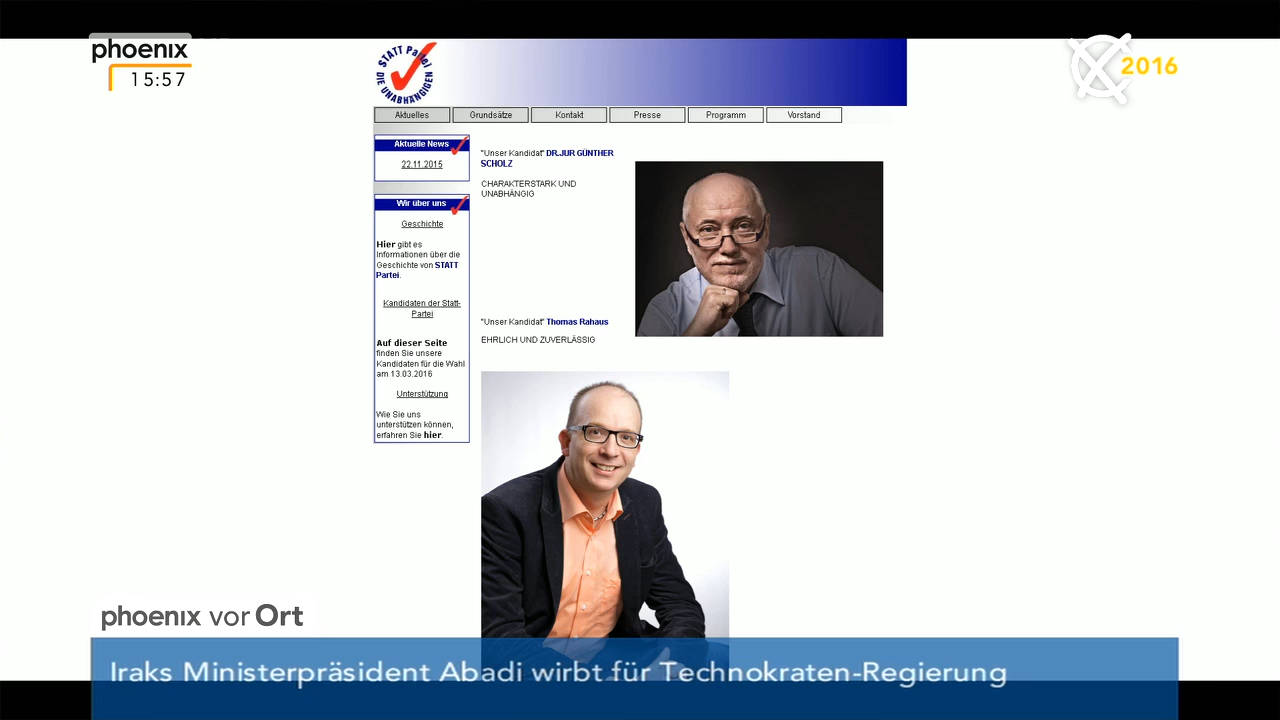 phoenix
15:57
2016
STATT Partei
DIE UNABHÄNGIGEN
Aktuelles
Grundsätze
Kontakt
Presse
Programm
Vorstand
Aktuelle News
22.11.2015
Wir über uns
Geschichte
Hier gibt es
Informationen über die
Geschichte von STATT
Partei.
Kandidaten der Statt-
Partei
Auf dieser Seite
finden Sie unsere
Kandidaten für die Wahl
am 13.03.2016
Unterstützung
Wie Sie uns
unterstützen können,
erfahren Sie hier.
"Unser Kandidat" DR.JUR GÜNTHER
SCHOLZ
CHARAKTERSTARK UND
UNABHÄNGIG
"Unser Kandidat" Thomas Rahaus
EHRLICH UND ZUVERLÄSSIG
phoenix vor Ort
Iraks Ministerpräsident Abadi wirbt für Technokraten-Regierung